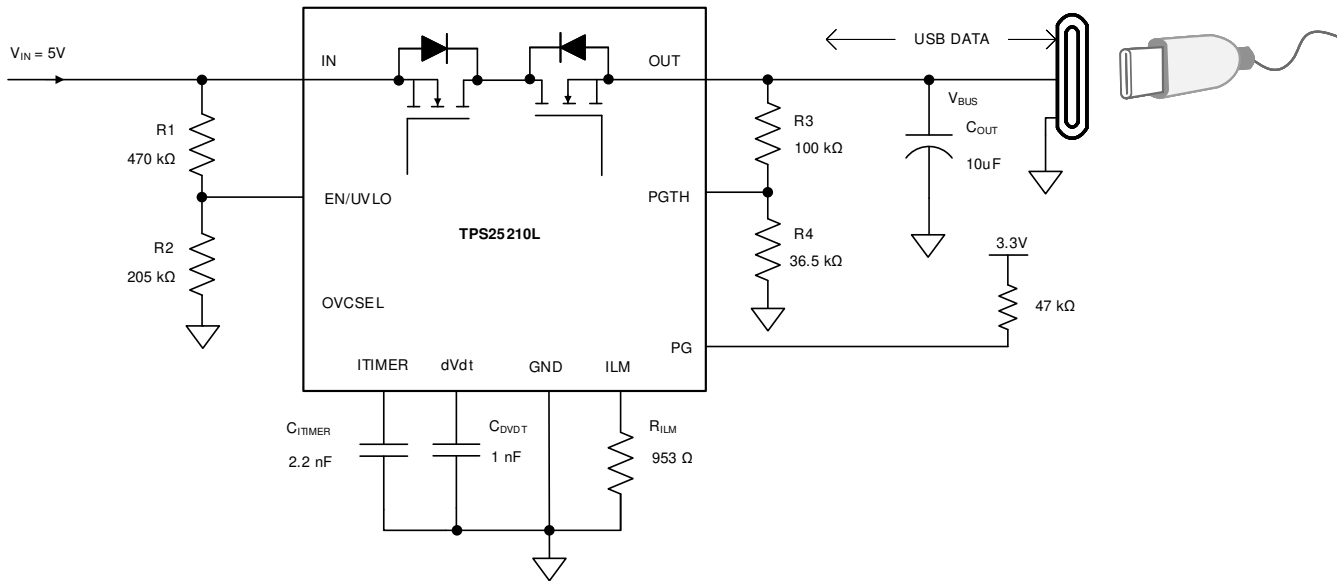 USB DATA
V_IN = 5V
IN
OUT
V_BUS
R1
470 kΩ
R3
100 kΩ
C_OUT
10uF
EN/UVLO
PGTH
TPS25210L
R2
205 kΩ
R4
36.5 kΩ
3.3V
OVCSEL
47 kΩ
PG
ITIMER
dVdt
GND
ILM
C_ITIMER
2.2 nF
C_DVDT
1 nF
R_ILM
953 Ω